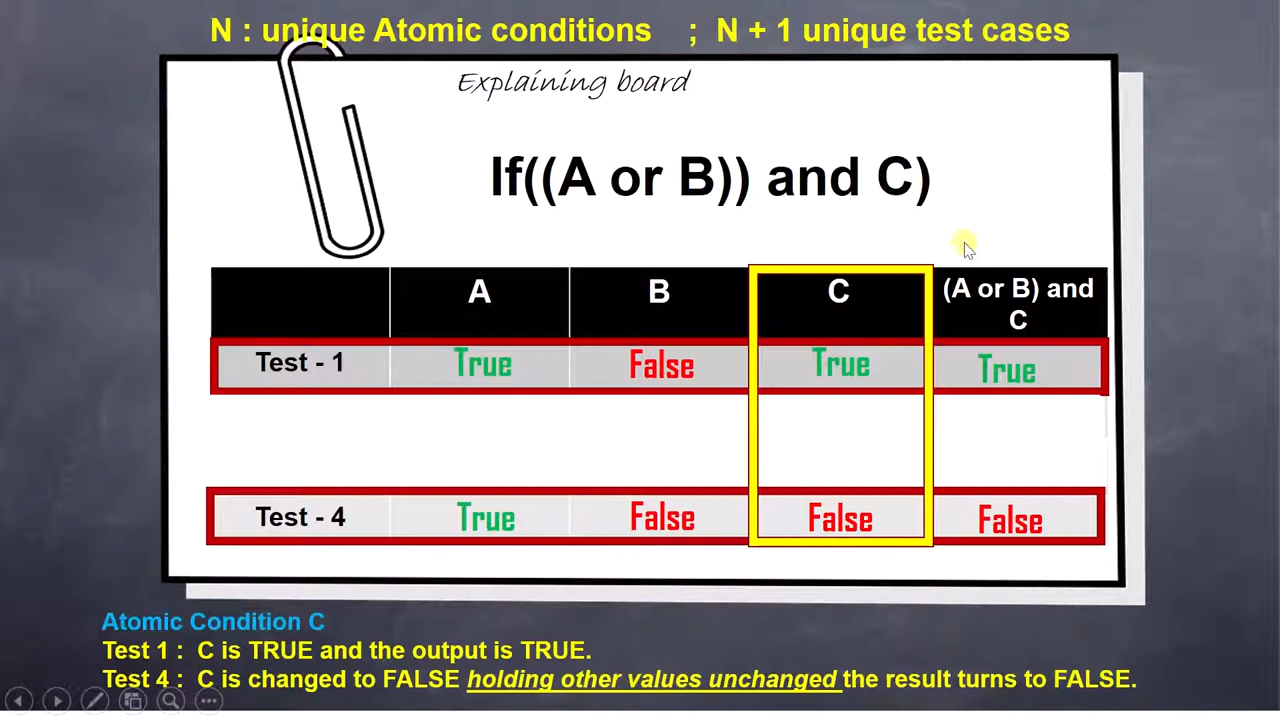 N : unique Atomic conditions ; N + 1 unique test cases
Explaining board
If((A or B)) and C)
A B C (A or B) and
C
Test - 1 True False True True
Test - 4 True False False False
Atomic Condition C
Test 1 : C is TRUE and the output is TRUE.
Test 4 : C is changed to FALSE holding other values unchanged the result turns to FALSE.